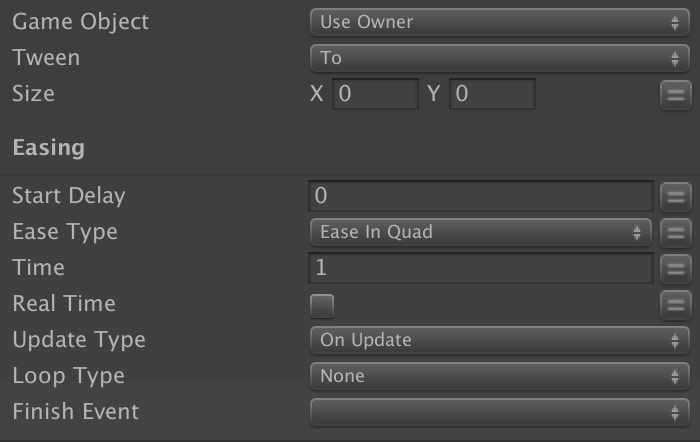 Game Object Use Owner
Tween To
Size X 0 Y 0
Easing
Start Delay 0
Ease Type Ease In Quad
Time 1
Real Time
Update Type On Update
Loop Type None
Finish Event